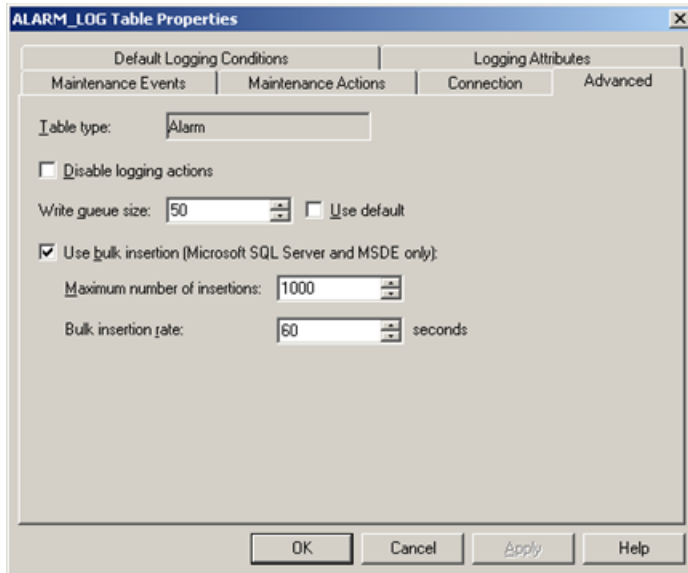 ALARM_LOG Table Properties
Default Logging Conditions
Logging Attributes
Maintenance Events
Maintenance Actions
Connection
Advanced
Table type: Alarm
Disable logging actions
Write queue size: 50 Use default
Use bulk insertion (Microsoft SQL Server and MSDE only):
Maximum number of insertions: 1000
Bulk insertion rate: 60 seconds
OK Cancel Apply Help